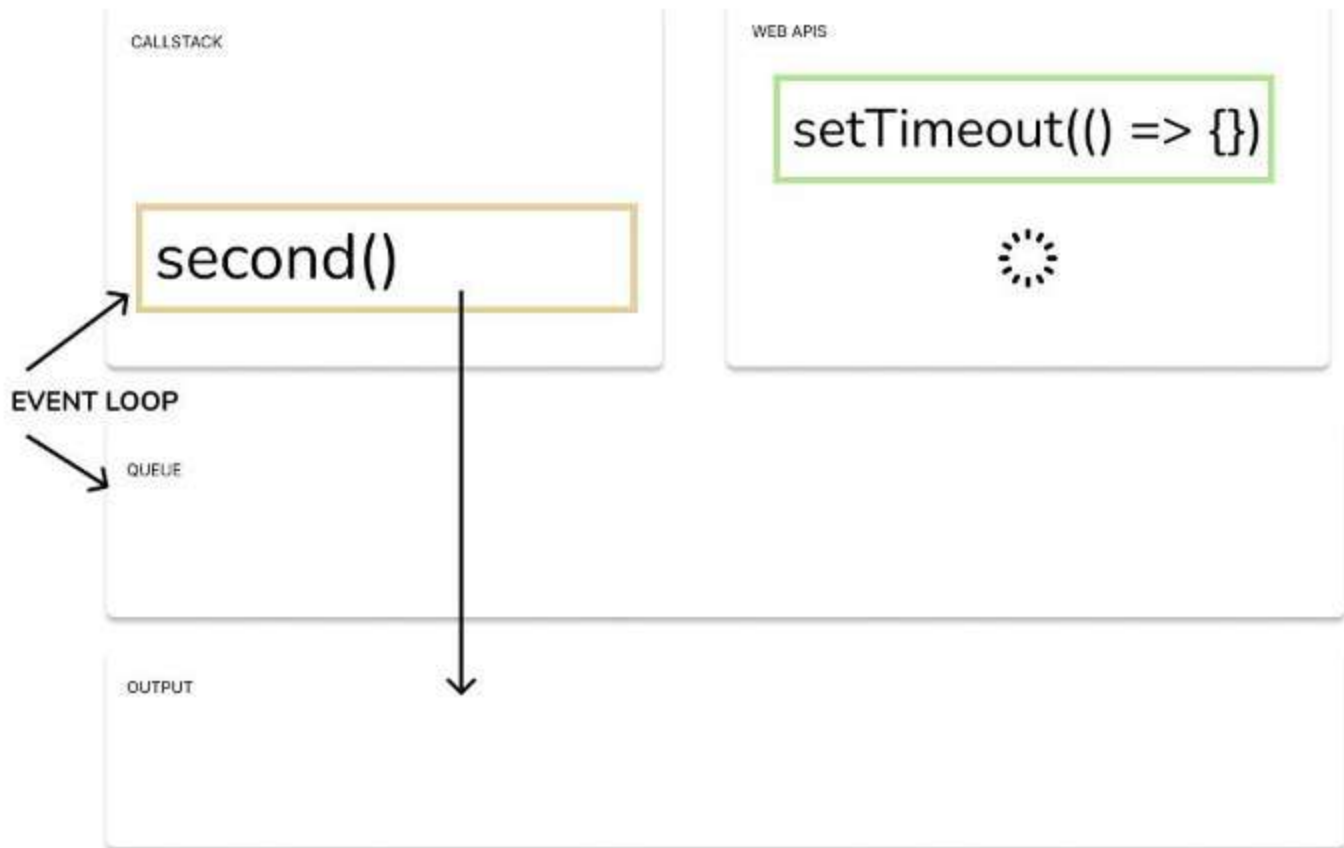 CALLSTACK
WEB APIS
setTimeout(() => {})
second()
EVENT LOOP
QUEUE
OUTPUT